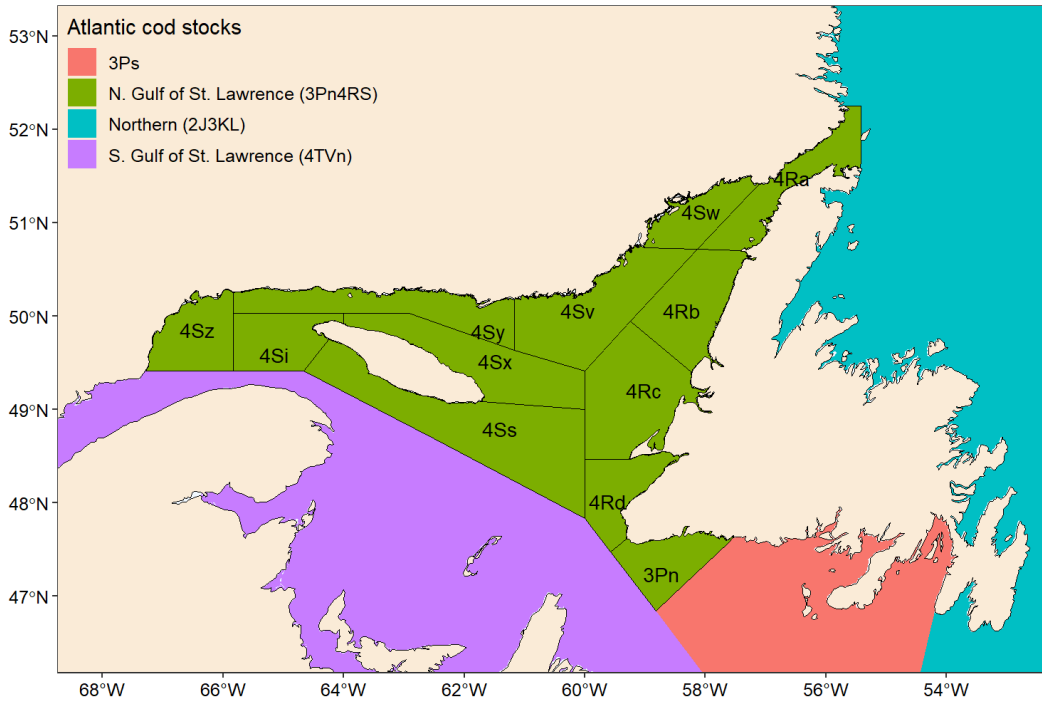 Atlantic cod stocks
3Ps
N. Gulf of St. Lawrence (3Pn4RS)
Northern (2J3KL)
S. Gulf of St. Lawrence (4TVn)
53°N
52°N
51°N
50°N
49°N
48°N
47°N
4Ra
4Sw
4Sz
4Si
4Sy
4Sv
4Rb
4Sx
4Rc
4Ss
4Rd
3Pn
68°W
66°W
64°W
62°W
60°W
58°W
56°W
54°W